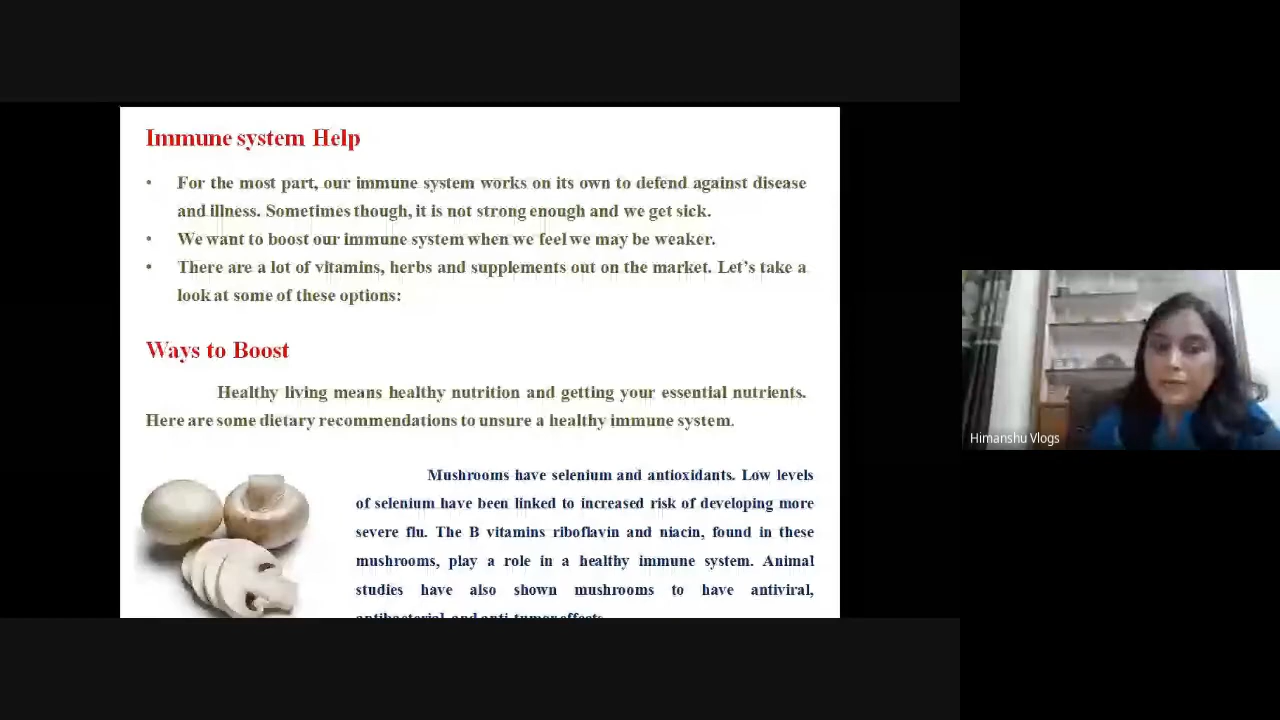 Immune system Help
• For the most part, our immune system works on its own to defend against disease
and illness. Sometimes though, it is not strong enough and we get sick.
• We want to boost our immune system when we feel we may be weaker.
• There are a lot of vitamins, herbs and supplements out on the market. Let's take a
look at some of these options:
Ways to Boost
Healthy living means healthy nutrition and getting your essential nutrients.
Here are some dietary recommendations to unsure a healthy immune system.
Mushrooms have selenium and antioxidants. Low levels
of selenium have been linked to increased risk of developing more
severe flu. The B vitamins riboflavin and niacin, found in these
mushrooms, play a role in a healthy immune system. Animal
studies have also shown mushrooms to have antiviral,
antibacterial, and anti-tumor effects.
Himanshu Vlogs